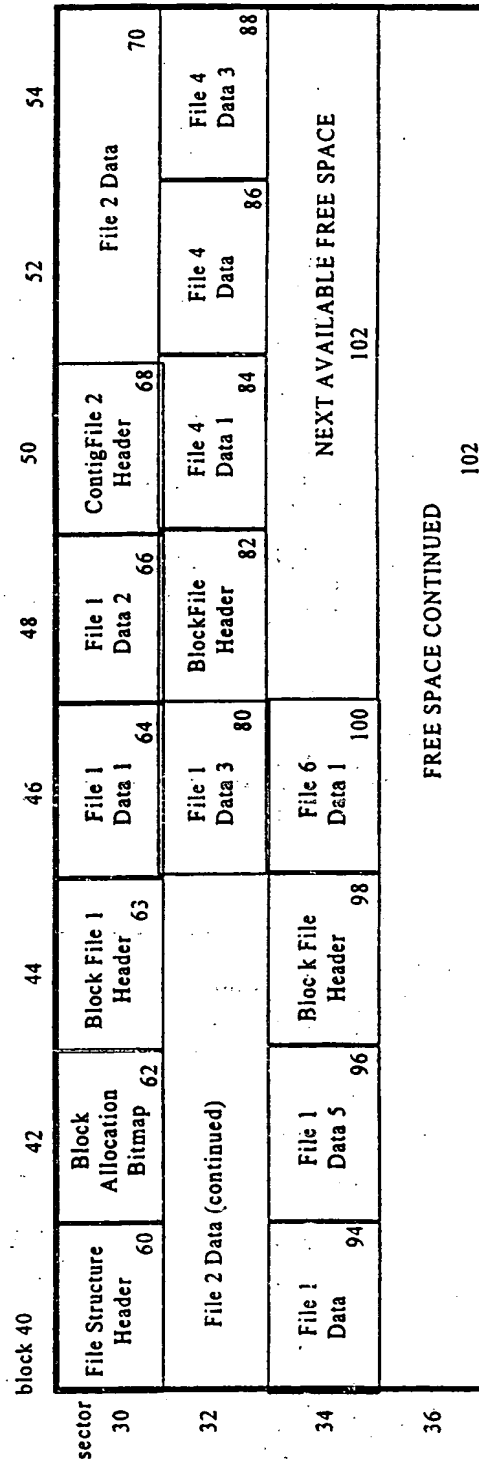 block 40
42
44
46
48
50
52
54
sector
30
File Structure
Header
60
Block
Allocation
Bitmap
62
Block File 1
Header
63
File 1
Data 1
64
File 1
Data 2
66
ContigFile 2
Header
68
File 2 Data
70
32
File 2 Data (continued)
File 1
Data 3
80
BlockFile
Header
82
File 4
Data 1
84
File 4
Data
86
File 4
Data 3
88
34
File 1
Data
94
File 1
Data 5
96
Block File
Header
98
File 6
Data 1
100
NEXT AVAILABLE FREE SPACE
102
36
FREE SPACE CONTINUED
102